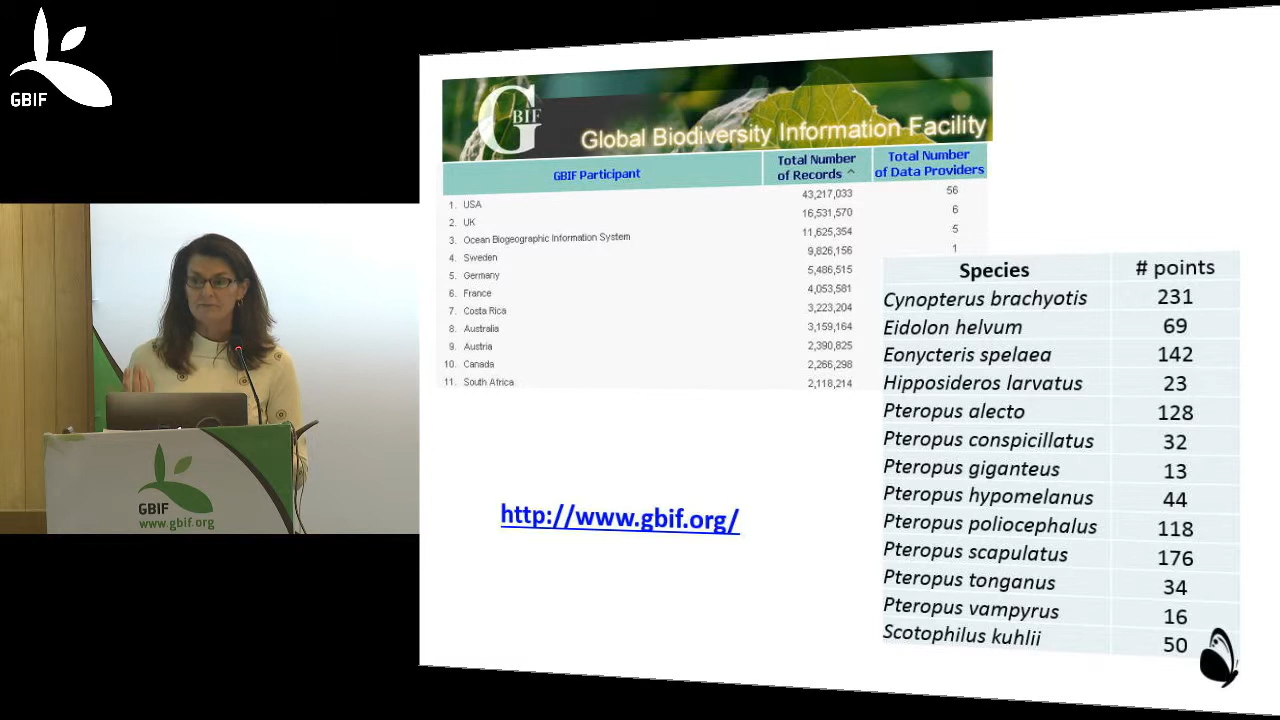 GBIF
GBIF
www.gbif.org
GBIF
Global Biodiversity Information Facility
GBIF Participant Total Number of Records ^ Total Number of Data Providers
1. USA 43,217,033 56
2. UK 16,531,570 6
3. Ocean Biogeographic Information System 11,625,354 5
4. Sweden 9,826,156 1
5. Germany 5,486,515
6. France 4,053,581
7. Costa Rica 3,223,204
8. Australia 3,159,164
9. Austria 2,390,825
10. Canada 2,266,298
11. South Africa 2,118,214
http://www.gbif.org/
Species # points
Cynopterus brachyotis 231
Eidolon helvum 69
Eonycteris spelaea 142
Hipposideros larvatus 23
Pteropus alecto 128
Pteropus conspicillatus 32
Pteropus giganteus 13
Pteropus hypomelanus 44
Pteropus poliocephalus 118
Pteropus scapulatus 176
Pteropus tonganus 34
Pteropus vampyrus 16
Scotophilus kuhlii 50